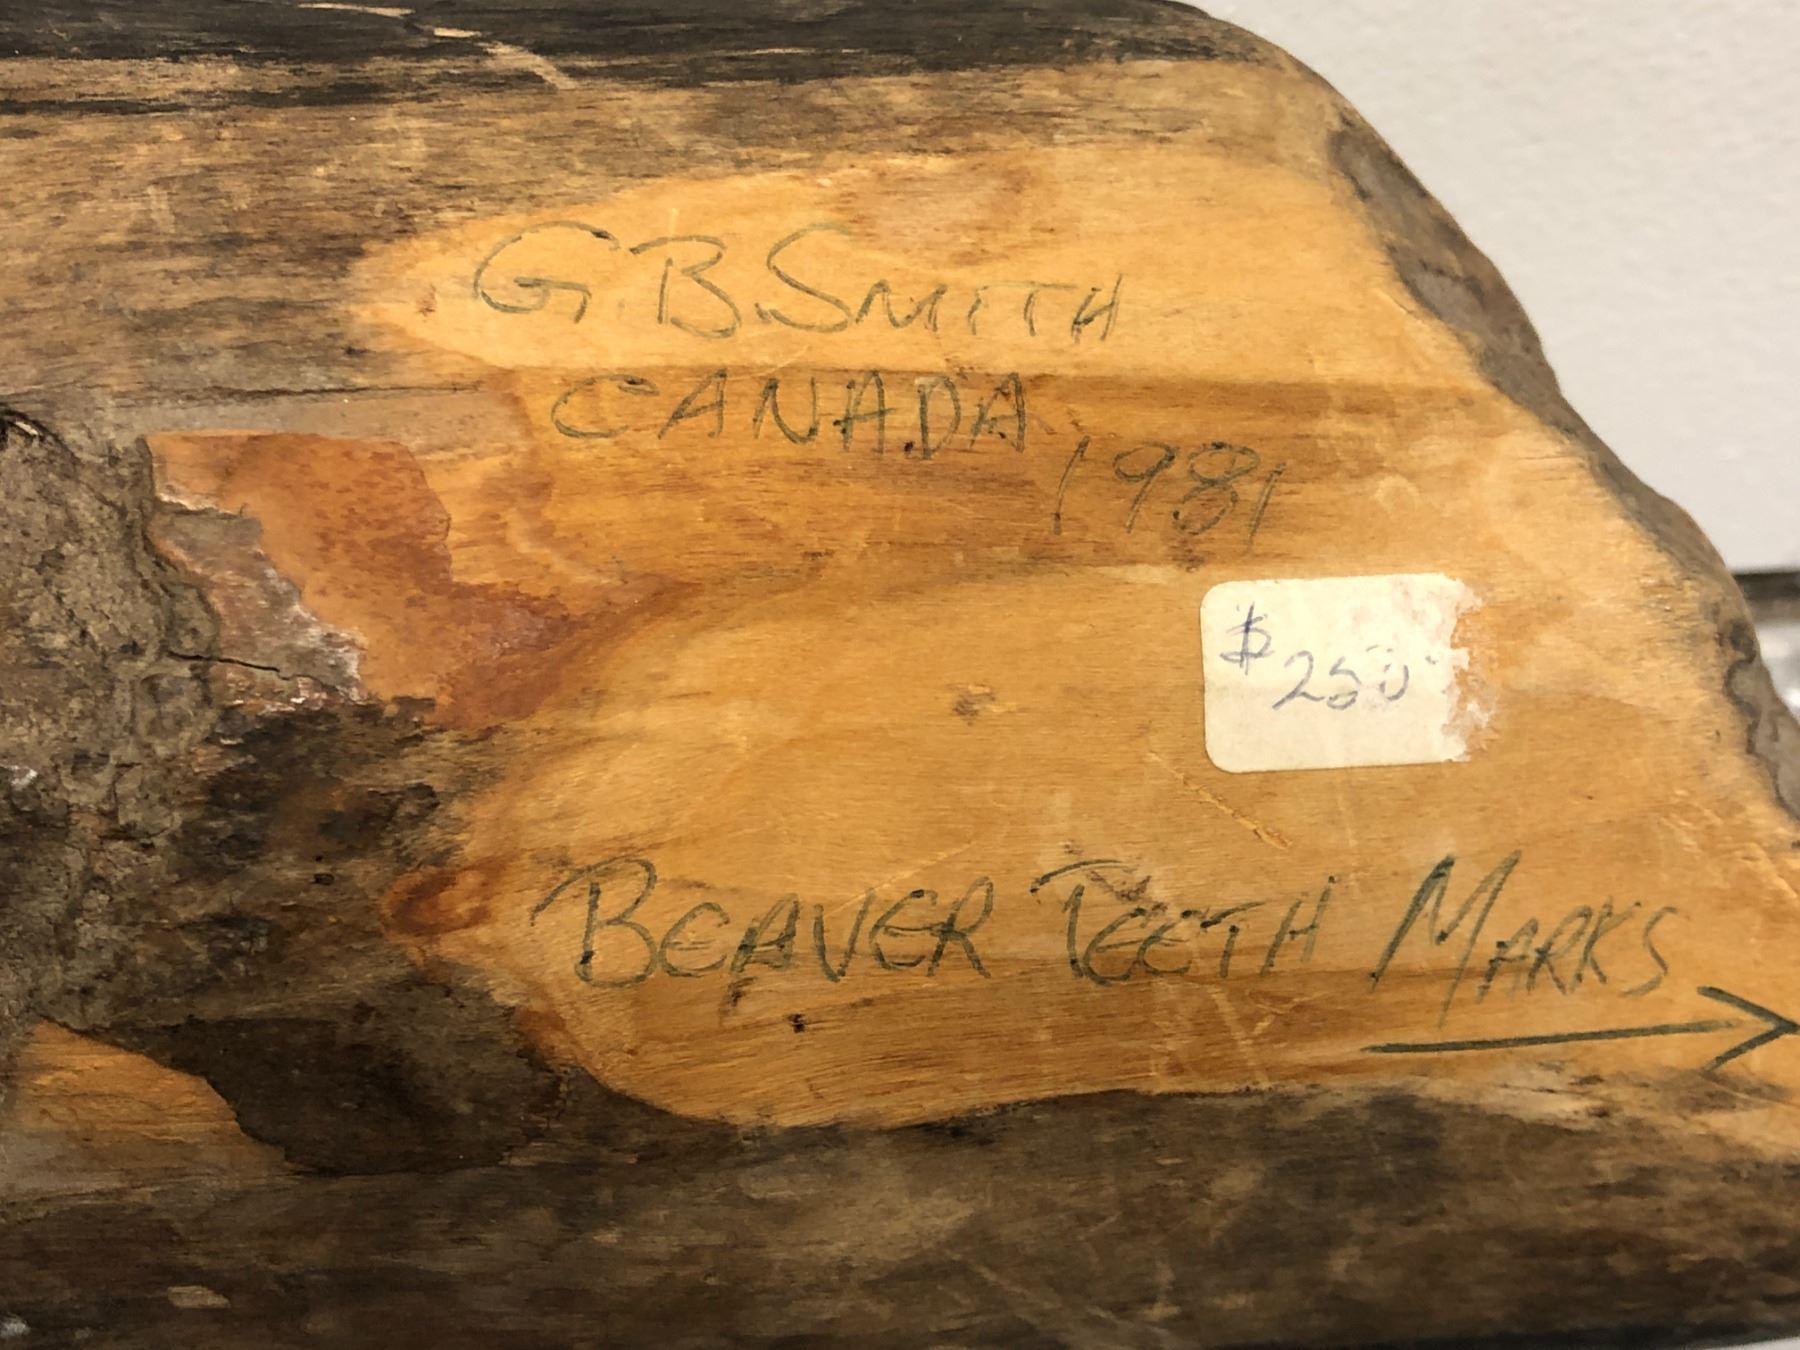 G.B.SMITH
CANADA
1981
$
250
BEAVER TEETH MARKS